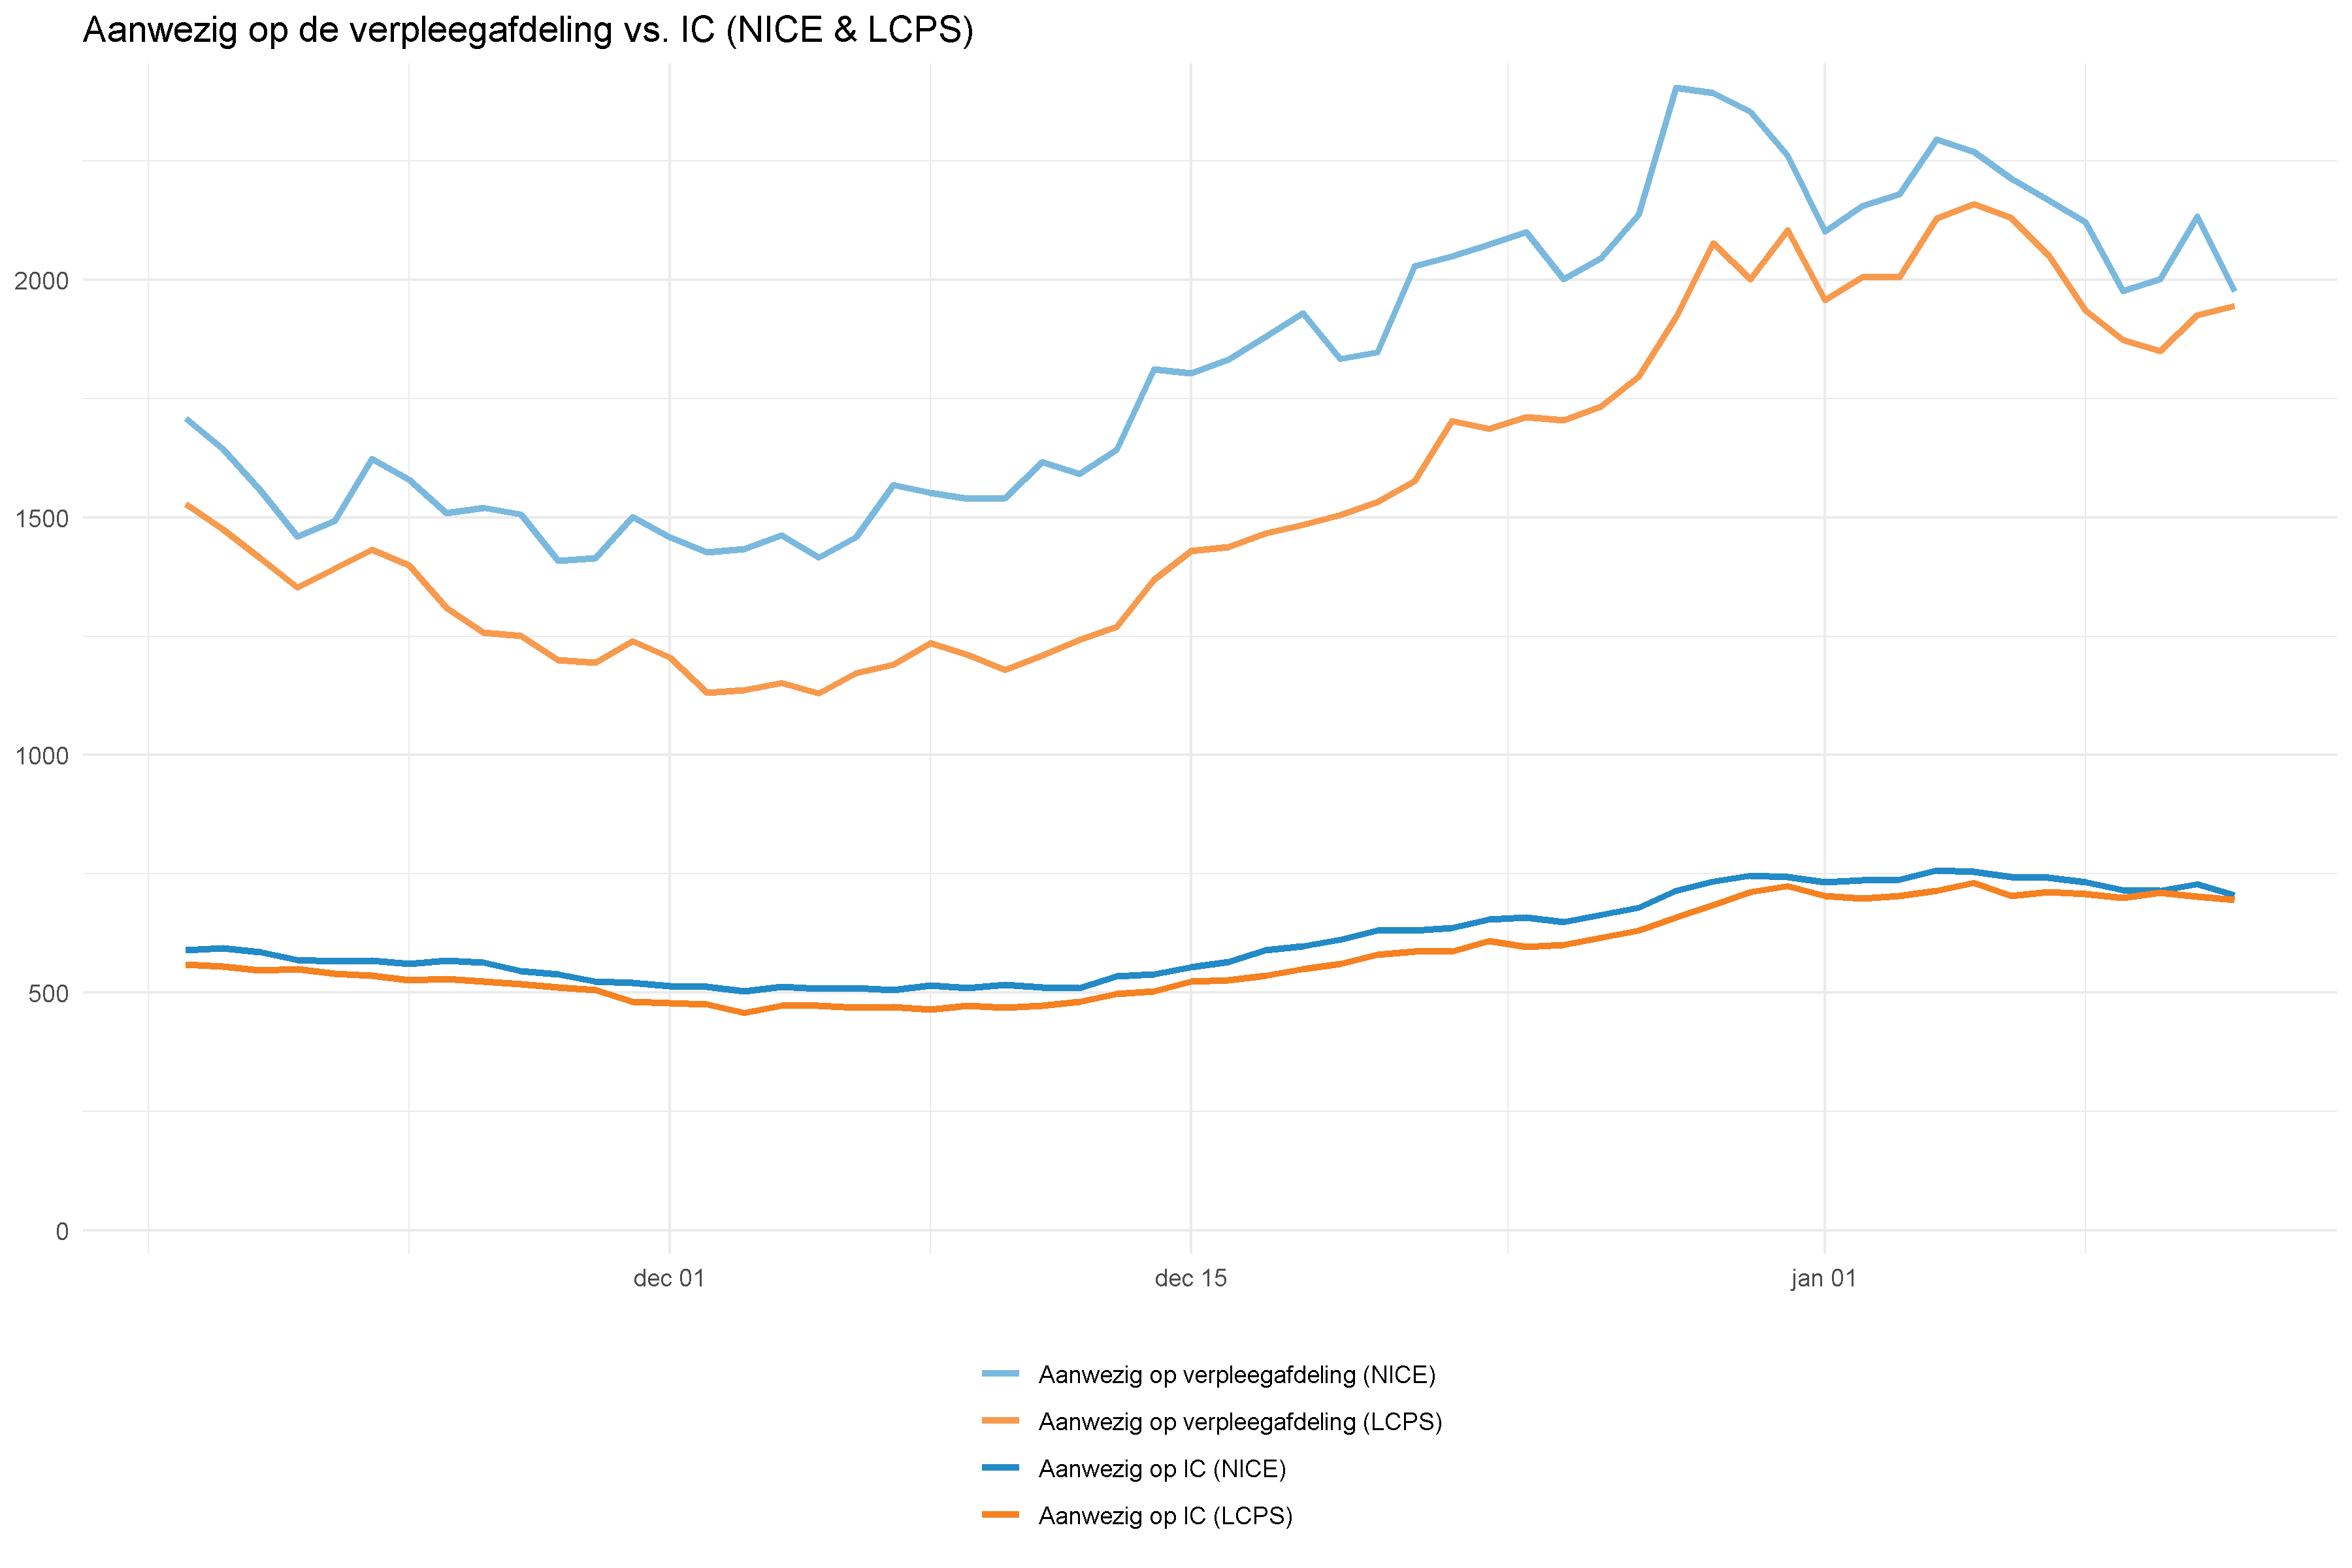 Aanwezig op de verpleegafdeling vs. IC (NICE & LCPS)
2000
1500
1000
500
0
dec 01
dec 15
jan 01
Aanwezig op verpleegafdeling (NICE)
Aanwezig op verpleegafdeling (LCPS)
Aanwezig op IC (NICE)
Aanwezig op IC (LCPS)